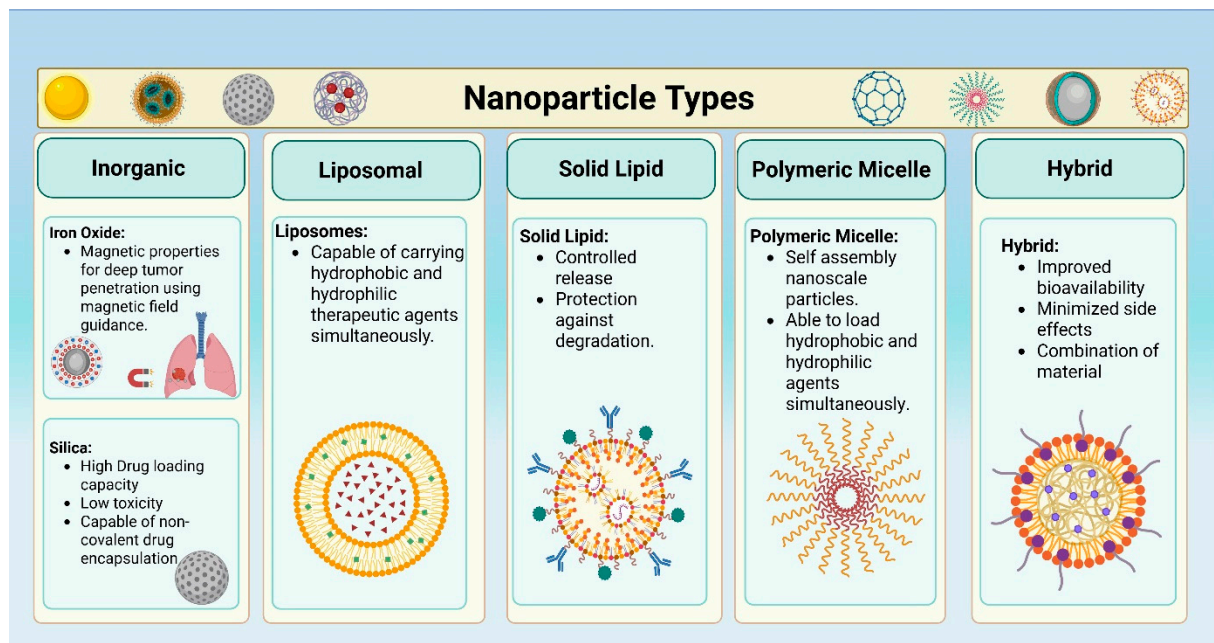 Nanoparticle Types
Inorganic
Iron Oxide:
• Magnetic properties
for deep tumor
penetration using
magnetic field
guidance.
Silica:
• High Drug loading
capacity
• Low toxicity
• Capable of non-
covalent drug
encapsulation
Liposomal
Liposomes:
• Capable of carrying
hydrophobic and
hydrophilic
therapeutic agents
simultaneously.
Solid Lipid
Solid Lipid:
• Controlled
release
• Protection
against
degradation.
Polymeric Micelle
Polymeric Micelle:
• Self assembly
nanoscale
particles.
• Able to load
hydrophobic and
hydrophilic
agents
simultaneously.
Hybrid
Hybrid:
• Improved
bioavailability
• Minimized side
effects
• Combination of
material